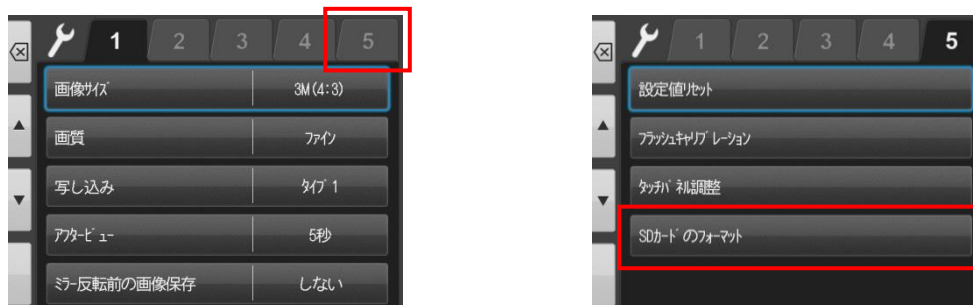 1 2 3 4 5
画像ｻｲｽﾞ 3M(4:3)
画質 ﾌｧｲﾝ
写し込み ﾀｲﾌﾟ1
ｱﾌﾀｰﾋﾞｭｰ 5秒
ﾐﾗｰ反転前の画像保存 しない
1 2 3 4 5
設定値ﾘｾｯﾄ
ﾌﾗｯｼｭｷｬﾘﾌﾞﾚｰｼｮﾝ
ﾀｯﾁﾊﾟﾈﾙ調整
SDｶｰﾄﾞのﾌｫｰﾏｯﾄ